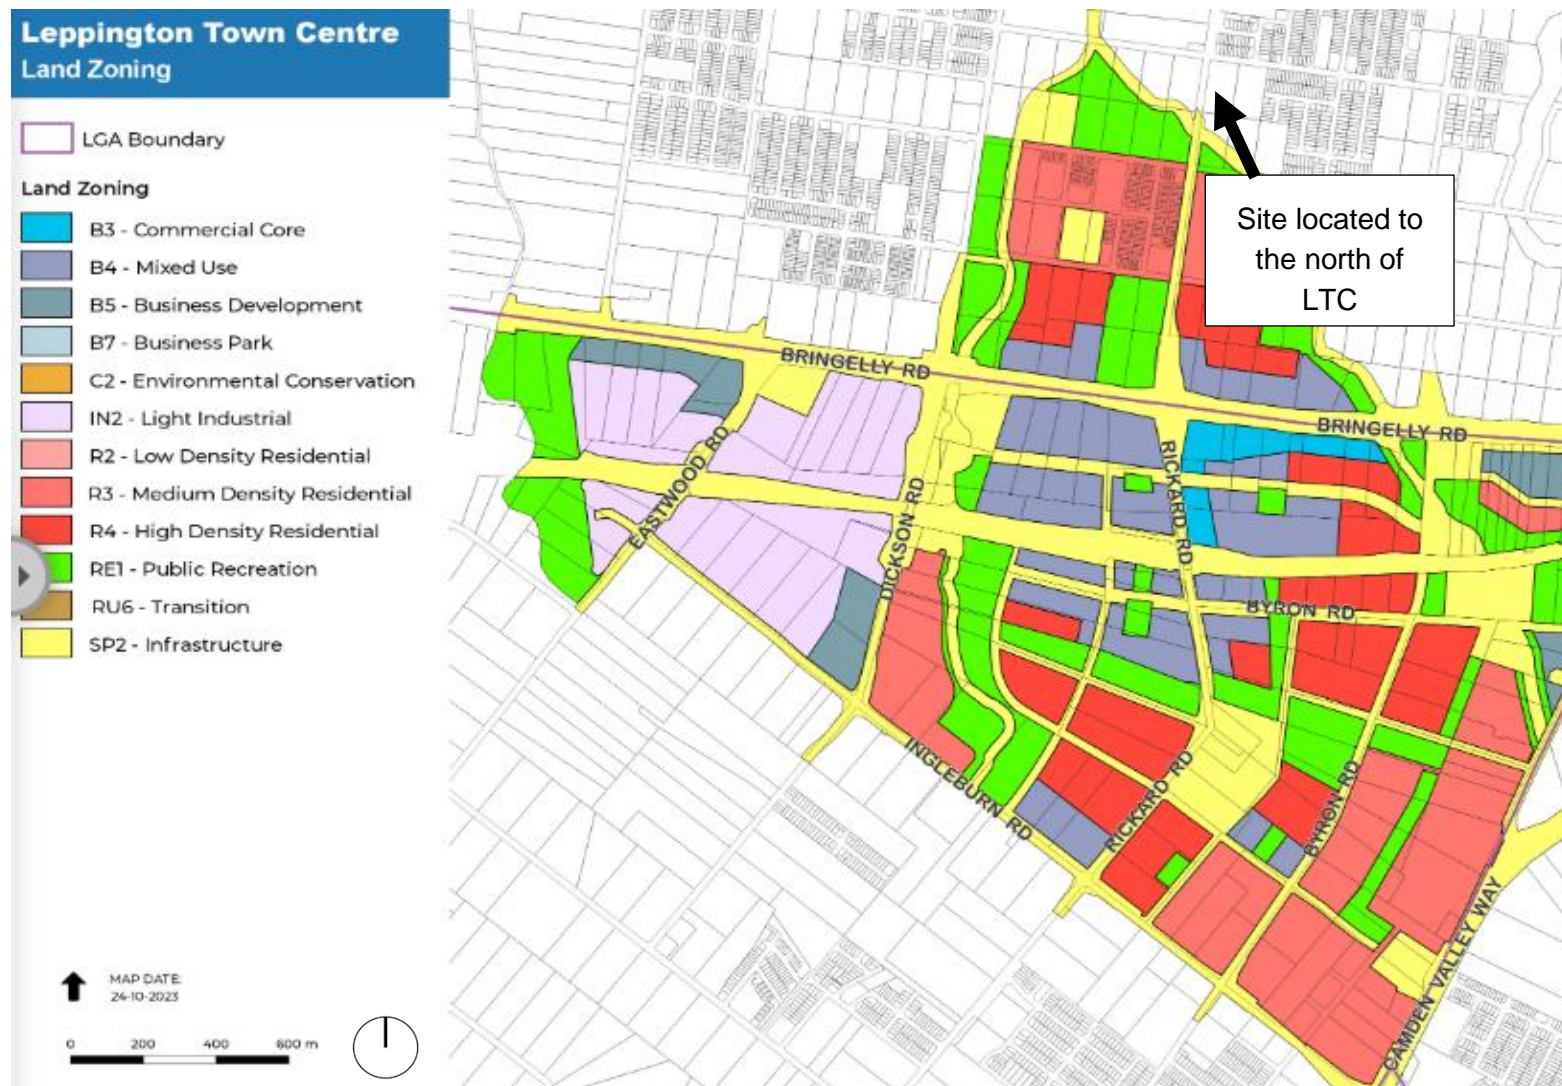 Leppington Town Centre
Land Zoning
LGA Boundary
Land Zoning
B3 - Commercial Core
B4 - Mixed Use
B5 - Business Development
B7 - Business Park
C2 - Environmental Conservation
IN2 - Light Industrial
R2 - Low Density Residential
R3 - Medium Density Residential
R4 - High Density Residential
RE1 - Public Recreation
RU6 - Transition
SP2 - Infrastructure
MAP DATE:
24-10-2023
0 200 400 600 m
Site located to
the north of
LTC
BRINGELLY RD
BRINGELLY RD
EASTWOOD RD
DICKSON RD
RICKARD RD
BYRON RD
INGLEBURN RD
RICKARD RD
BYRON RD
CAMDEN VALLEY WAY